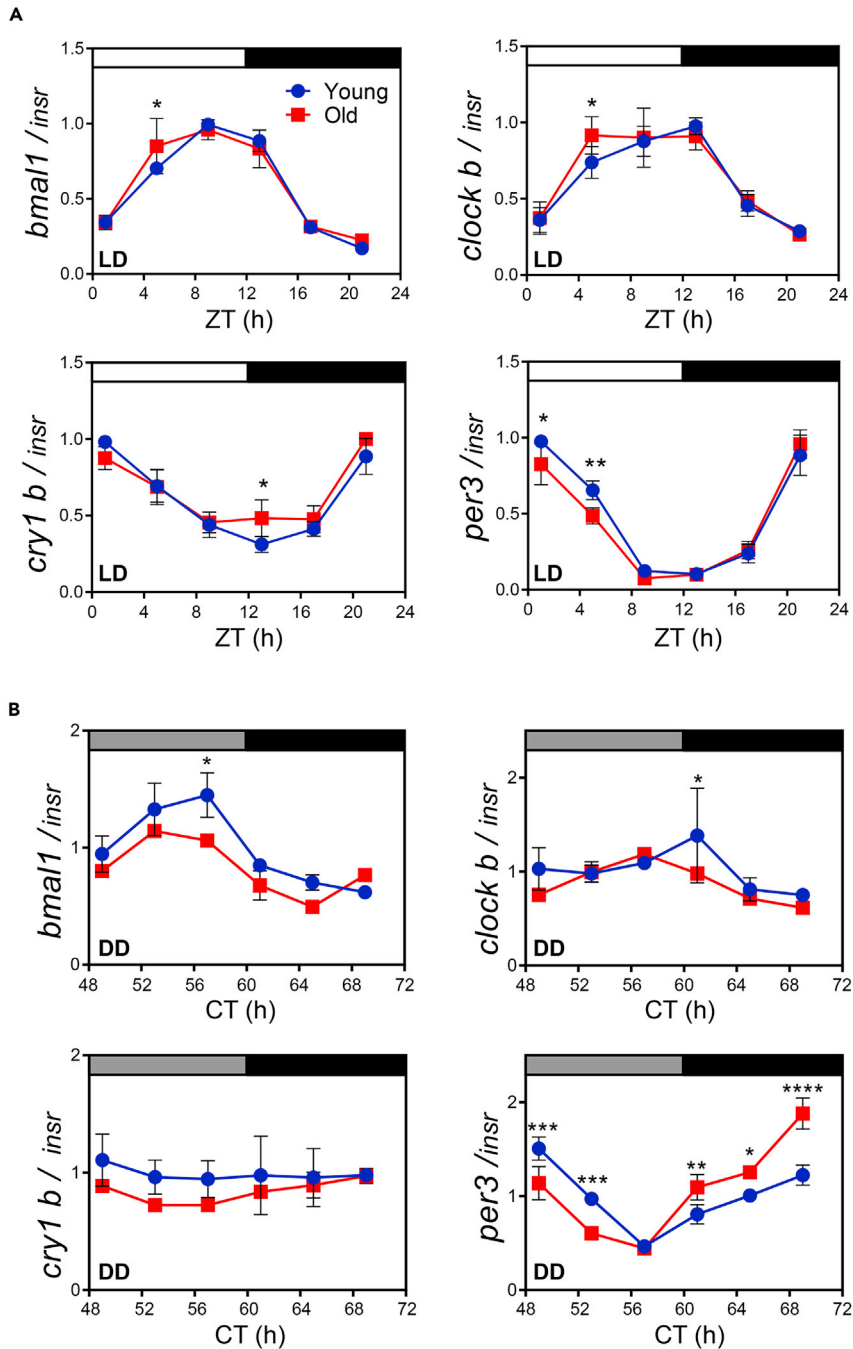 A
1.5
1.0
0.5
0.0
bmal1 / insr
*
Young
Old
LD
0 4 8 12 16 20 24
ZT (h)
1.5
1.0
0.5
0.0
clock b / insr
*
LD
0 4 8 12 16 20 24
ZT (h)
1.5
1.0
0.5
0.0
cry1 b / insr
*
LD
0 4 8 12 16 20 24
ZT (h)
1.5
1.0
0.5
0.0
per3 / insr
*
**
LD
0 4 8 12 16 20 24
ZT (h)
B
2
1
0
bmal1 / insr
*
DD
48 52 56 60 64 68 72
CT (h)
2
1
0
clock b / insr
*
DD
48 52 56 60 64 68 72
CT (h)
2
1
0
cry1 b / insr
DD
48 52 56 60 64 68 72
CT (h)
2
1
0
per3 / insr
***
***
**
*
****
DD
48 52 56 60 64 68 72
CT (h)